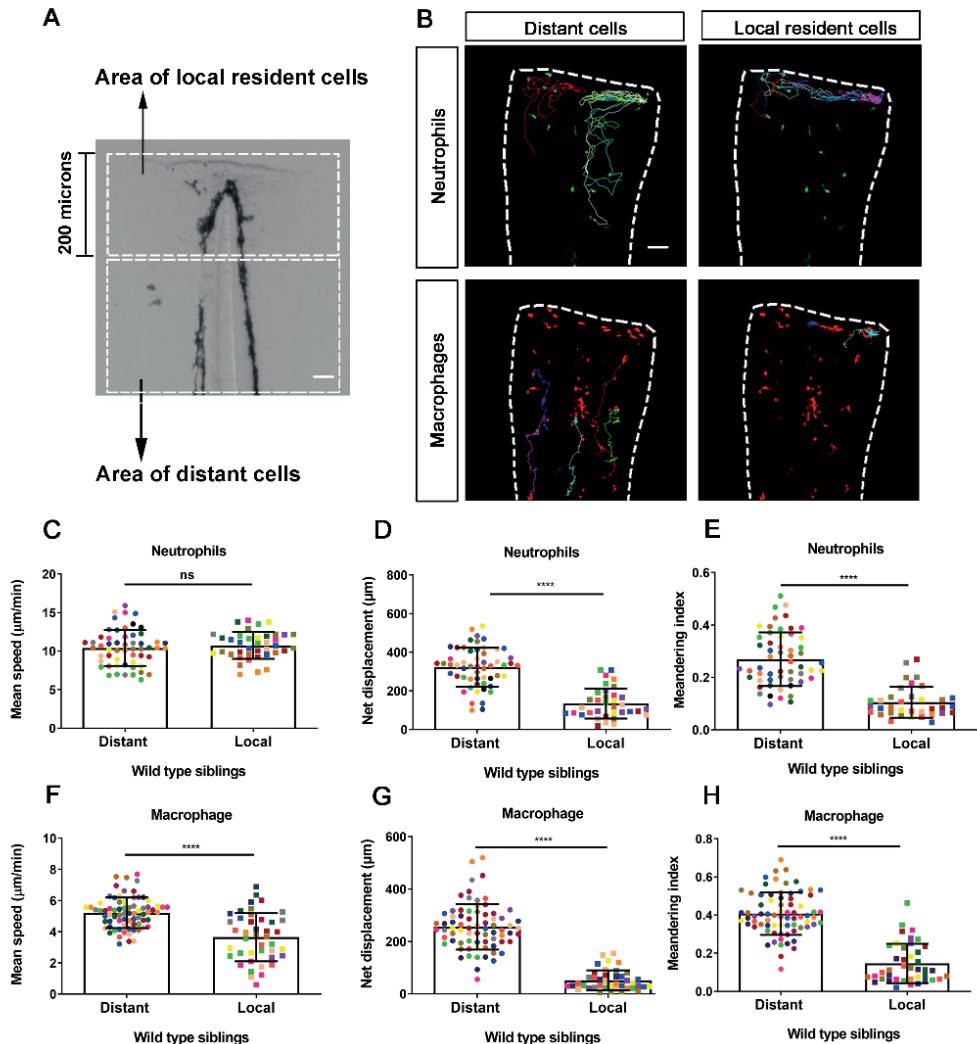 A
Area of local resident cells
200 microns
Area of distant cells
B
Distant cells
Local resident cells
Neutrophils
Macrophages
C
Neutrophils
ns
Mean speed (µm/min)
20
15
10
5
0
Distant
Local
Wild type siblings
D
Neutrophils
****
Net displacement (µm)
800
600
400
200
0
Distant
Local
Wild type siblings
E
Neutrophils
****
Meandering index
0.6
0.4
0.2
0.0
Distant
Local
Wild type siblings
F
Macrophage
****
Mean speed (µm/min)
10
8
6
4
2
0
Distant
Local
Wild type siblings
G
Macrophage
****
Net displacement (µm)
600
400
200
0
Distant
Local
Wild type siblings
H
Macrophage
****
Meandering index
0.8
0.6
0.4
0.2
0.0
Distant
Local
Wild type siblings